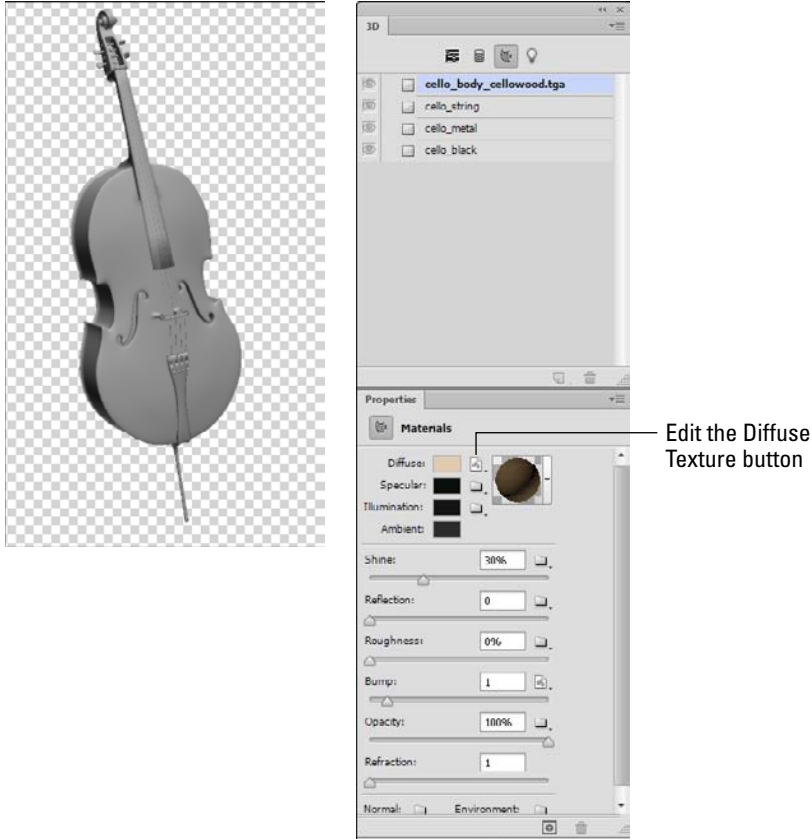 3D
cello_body_cellowood.tga
cello_string
cello_metal
cello_black
Properties
Materials
Diffuse:
Specular:
Illumination:
Ambient:
Shine: 30%
Reflection: 0
Roughness: 0%
Bump: 1
Opacity: 100%
Refraction: 1
Normal: Environment:
Edit the Diffuse
Texture button